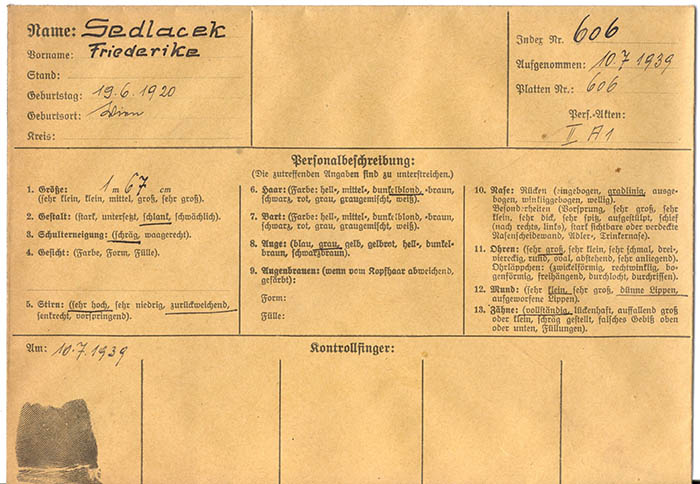 Name: Sedlacek
Vorname: Friederike
Stand:
Geburtstag: 19.6.1920
Geburtsort: Wien
Kreis:
Index Nr. 606
Aufgenommen: 10.7 1939
Platten Nr.: 606
Pers.-Akten:
II A1
Personalbeschreibung:
(Die zutreffenden Angaben sind zu unterstreichen.)
1. Größe: 1 m 67 cm
(sehr klein, klein, mittel, groß, sehr groß).
2. Gestalt: (stark, untersetzt, schlank, schwächlich).
3. Schulterneigung: (schräg, waagerecht).
4. Gesicht: (Farbe, Form, Fülle).
5. Stirn: (sehr hoch, sehr niedrig, zurückweichend,
senkrecht, vorspringend).
6. Haar: (Farbe: hell-, mittel-, dunkelblond, -braun,
schwarz, rot, grau, graugemischt, weiß).
7. Bart: (Farbe: hell-, mittel-, dunkelblond, -braun,
schwarz, rot, grau, graugemischt, weiß).
8. Auge: (blau, grau, gelb, gelbrot, hell-, dunkel-
braun, schwarzbraun).
9. Augenbrauen: (wenn vom Kopfhaar abweichend,
gefärbt):
Form:
Fülle:
10. Nase: Rücken (eingebogen, gradlinig, ausge-
bogen, winkliggebogen, wellig).
Besonderheiten (Vorsprung, sehr groß, sehr
klein, sehr dick, sehr spitz, aufgestülpt, schief
(nach rechts, links) stark sichtbare oder verdeckte
Nasenscheidewand, Adler-, Trinkernase).
11. Ohren: (sehr groß, sehr klein, sehr schmal, drei-,
viereckig, rund, oval, abstehend, sehr anliegend).
Ohrläppchen: (zwickelförmig, rechtwinklig, bo-
genförmig, freihängend, durchlocht, durchriffen).
12. Mund: (sehr klein, sehr groß, dünne Lippen,
aufgeworfene Lippen).
13. Zähne: (vollständig, lückenhaft, auffallend groß
oder klein, schräg gestellt, falsches Gebiß oben
oder unten, Füllungen).
Am: 10.7.1939
Kontrollfinger: